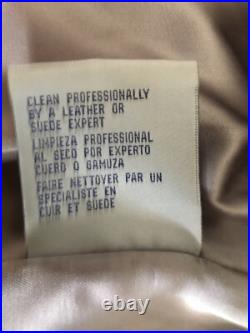 CLEAN PROFESSIONALLY
BY A LEATHER OR
SUEDE EXPERT
LIMPIEZA PROFESSIONAL
AL SECO POR EXPERTO
CUERO O GAMUZA
FAIRE NETTOYER PAR UN
SPECIALISTE EN
CUIR ET SUEDE